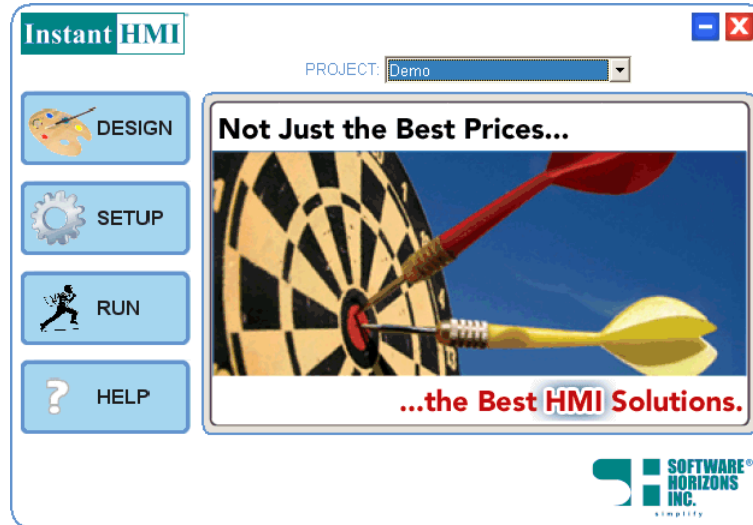 Instant HMI
PROJECT: Demo
DESIGN
SETUP
RUN
HELP
Not Just the Best Prices...
...the Best HMI Solutions.
SOFTWARE®
HORIZONS
INC.
simplify